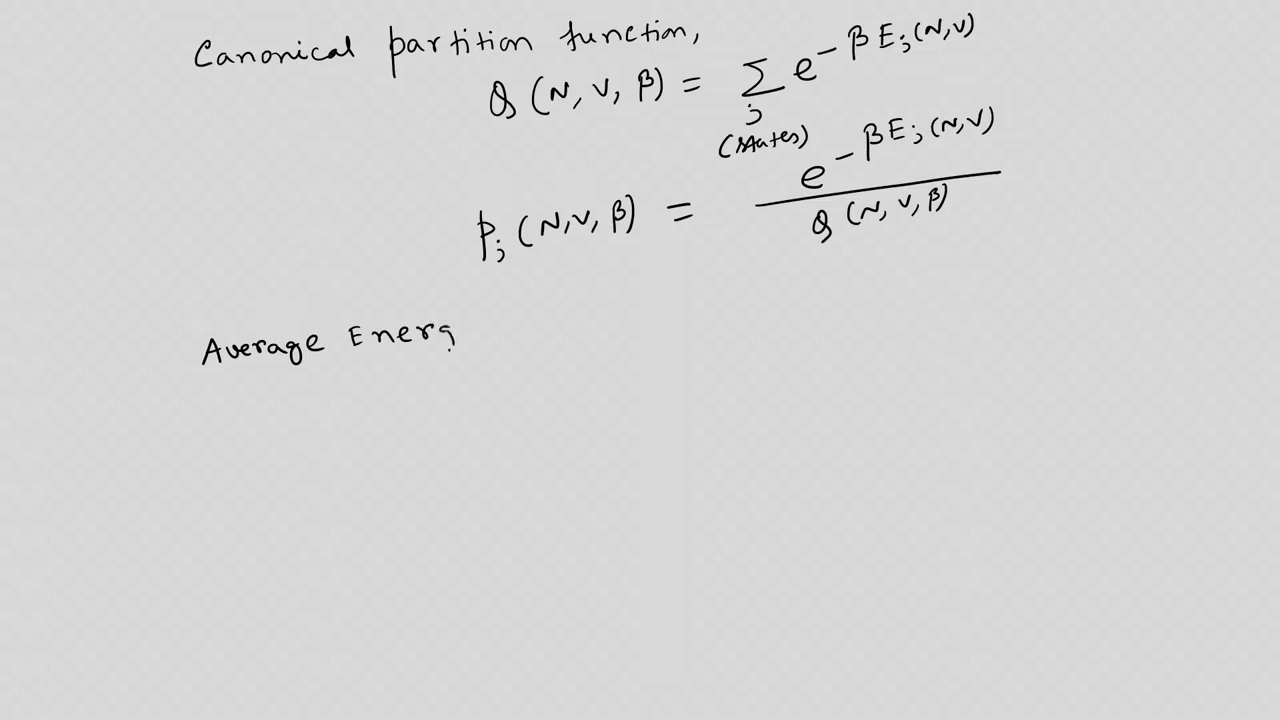 Canonical partition function,
Q (N, V, β) = Σ e^{-βE_j(N,V)}
j
(states)
p_j (N,V, β) = e^{-βE_j(N,V)} / Q (N, V, β)
Average Energ